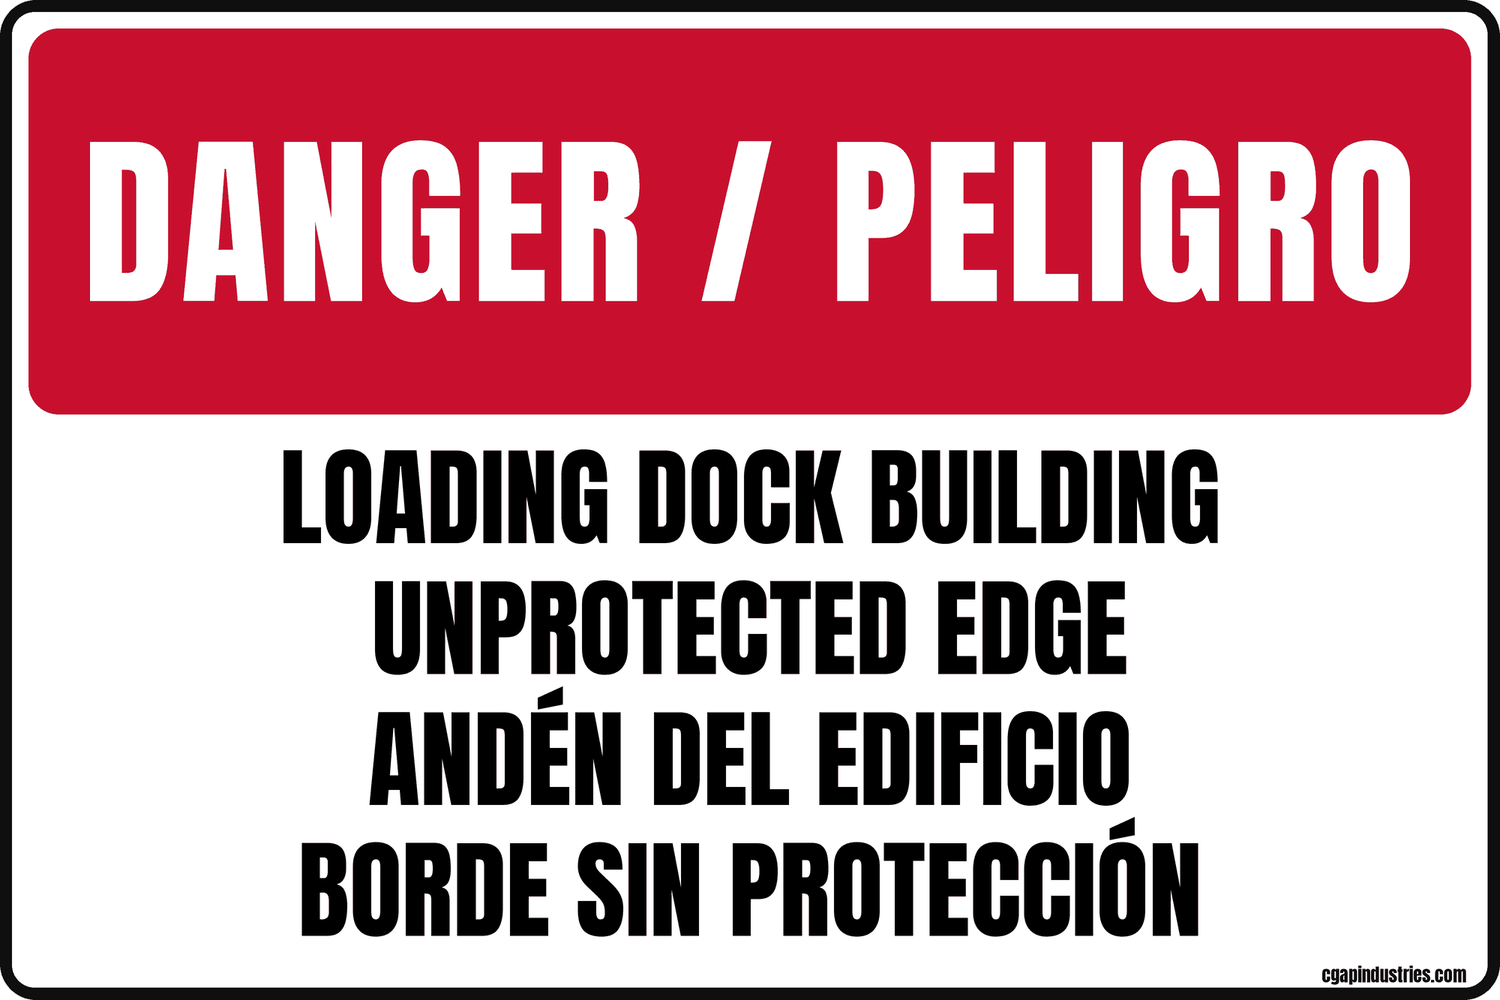 DANGER / PELIGRO
LOADING DOCK BUILDING
UNPROTECTED EDGE
ANDÉN DEL EDIFICIO
BORDE SIN PROTECCIÓN
cgapindustries.com